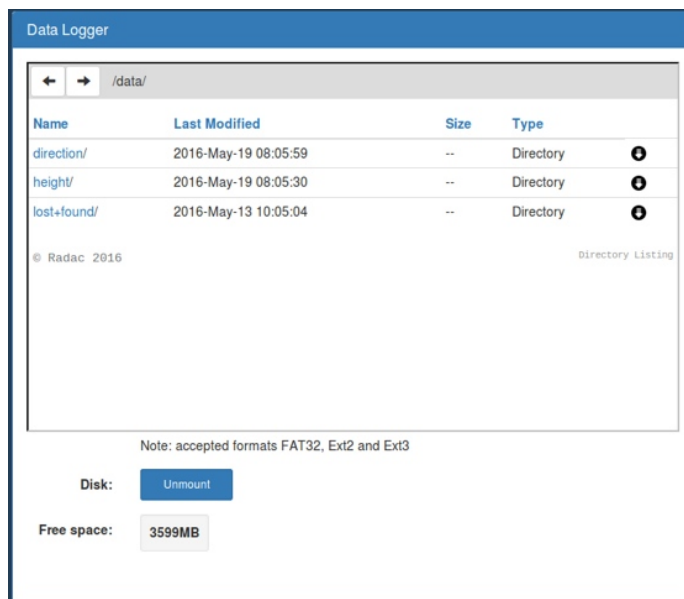 Data Logger
/data/
Name Last Modified Size Type
direction/ 2016-May-19 08:05:59 -- Directory
height/ 2016-May-19 08:05:30 -- Directory
lost+found/ 2016-May-13 10:05:04 -- Directory
© Radac 2016 Directory Listing
Note: accepted formats FAT32, Ext2 and Ext3
Disk: Unmount
Free space: 3599MB